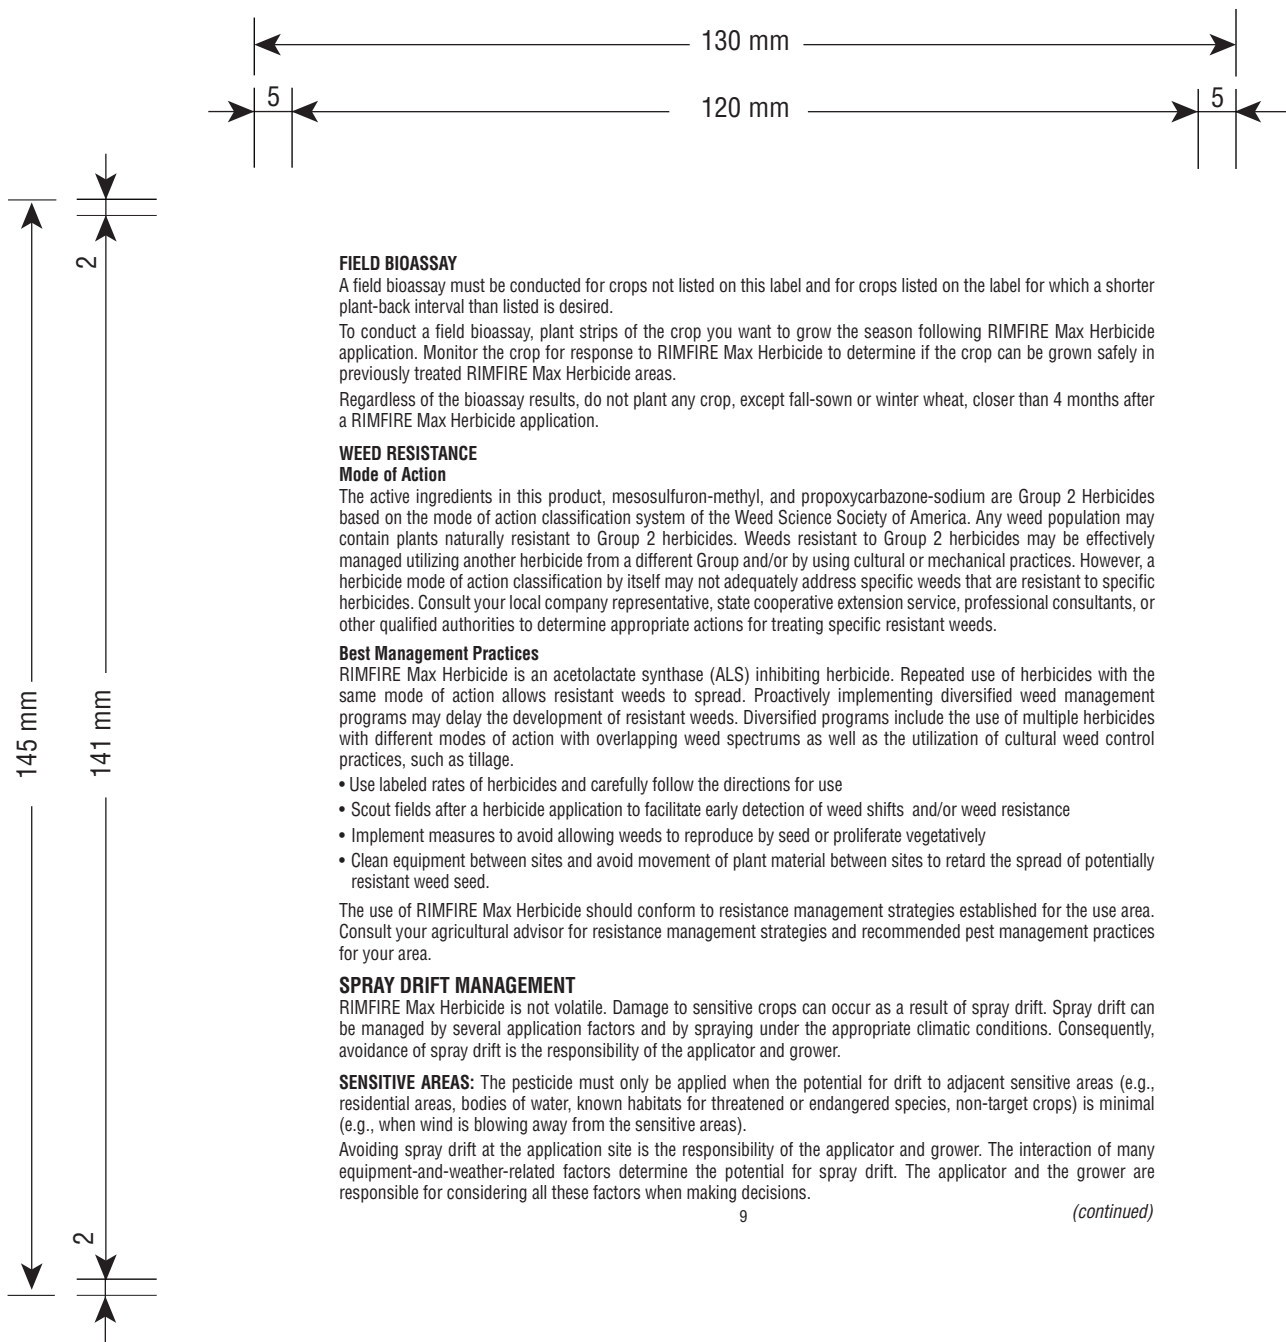 130 mm
5
120 mm
5
2
145 mm
141 mm
2
FIELD BIOASSAY
A field bioassay must be conducted for crops not listed on this label and for crops listed on the label for which a shorter
plant-back interval than listed is desired.
To conduct a field bioassay, plant strips of the crop you want to grow the season following RIMFIRE Max Herbicide
application. Monitor the crop for response to RIMFIRE Max Herbicide to determine if the crop can be grown safely in
previously treated RIMFIRE Max Herbicide areas.
Regardless of the bioassay results, do not plant any crop, except fall-sown or winter wheat, closer than 4 months after
a RIMFIRE Max Herbicide application.
WEED RESISTANCE
Mode of Action
The active ingredients in this product, mesosulfuron-methyl, and propoxycarbazone-sodium are Group 2 Herbicides
based on the mode of action classification system of the Weed Science Society of America. Any weed population may
contain plants naturally resistant to Group 2 herbicides. Weeds resistant to Group 2 herbicides may be effectively
managed utilizing another herbicide from a different Group and/or by using cultural or mechanical practices. However, a
herbicide mode of action classification by itself may not adequately address specific weeds that are resistant to specific
herbicides. Consult your local company representative, state cooperative extension service, professional consultants, or
other qualified authorities to determine appropriate actions for treating specific resistant weeds.
Best Management Practices
RIMFIRE Max Herbicide is an acetolactate synthase (ALS) inhibiting herbicide. Repeated use of herbicides with the
same mode of action allows resistant weeds to spread. Proactively implementing diversified weed management
programs may delay the development of resistant weeds. Diversified programs include the use of multiple herbicides
with different modes of action with overlapping weed spectrums as well as the utilization of cultural weed control
practices, such as tillage.
• Use labeled rates of herbicides and carefully follow the directions for use
• Scout fields after a herbicide application to facilitate early detection of weed shifts and/or weed resistance
• Implement measures to avoid allowing weeds to reproduce by seed or proliferate vegetatively
• Clean equipment between sites and avoid movement of plant material between sites to retard the spread of potentially
resistant weed seed.
The use of RIMFIRE Max Herbicide should conform to resistance management strategies established for the use area.
Consult your agricultural advisor for resistance management strategies and recommended pest management practices
for your area.
SPRAY DRIFT MANAGEMENT
RIMFIRE Max Herbicide is not volatile. Damage to sensitive crops can occur as a result of spray drift. Spray drift can
be managed by several application factors and by spraying under the appropriate climatic conditions. Consequently,
avoidance of spray drift is the responsibility of the applicator and grower.
SENSITIVE AREAS: The pesticide must only be applied when the potential for drift to adjacent sensitive areas (e.g.,
residential areas, bodies of water, known habitats for threatened or endangered species, non-target crops) is minimal
(e.g., when wind is blowing away from the sensitive areas).
Avoiding spray drift at the application site is the responsibility of the applicator and grower. The interaction of many
equipment-and-weather-related factors determine the potential for spray drift. The applicator and the grower are
responsible for considering all these factors when making decisions.
9
(continued)